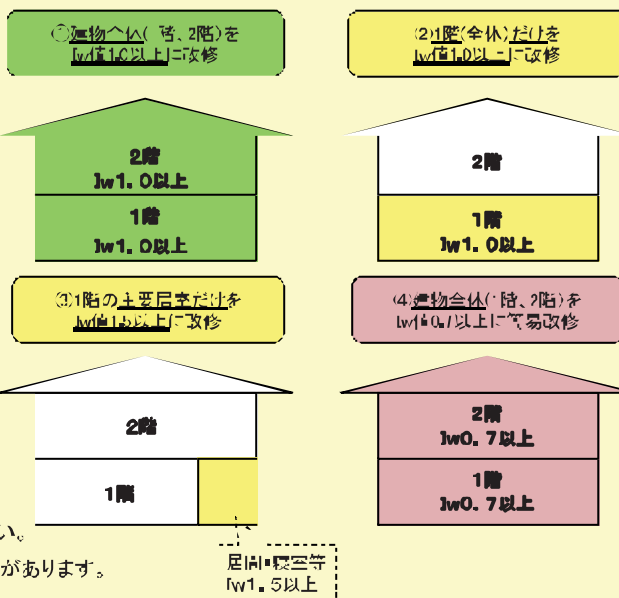 ①建物全体(1階、2階)を
Iw値1.0以上に改修
(2)1階(全体)だけを
Iw値1.0以上に改修
2階
Iw1.0以上
1階
Iw1.0以上
2階
1階
Iw1.0以上
(3)1階の主要居室だけを
Iw値1.5以上に改修
(4)建物全体(1階、2階)を
Iw値0.7以上に簡易改修
2階
1階
居間・寝室等
Iw1.5以上
2階
Iw0.7以上
1階
Iw0.7以上
い。
があります。